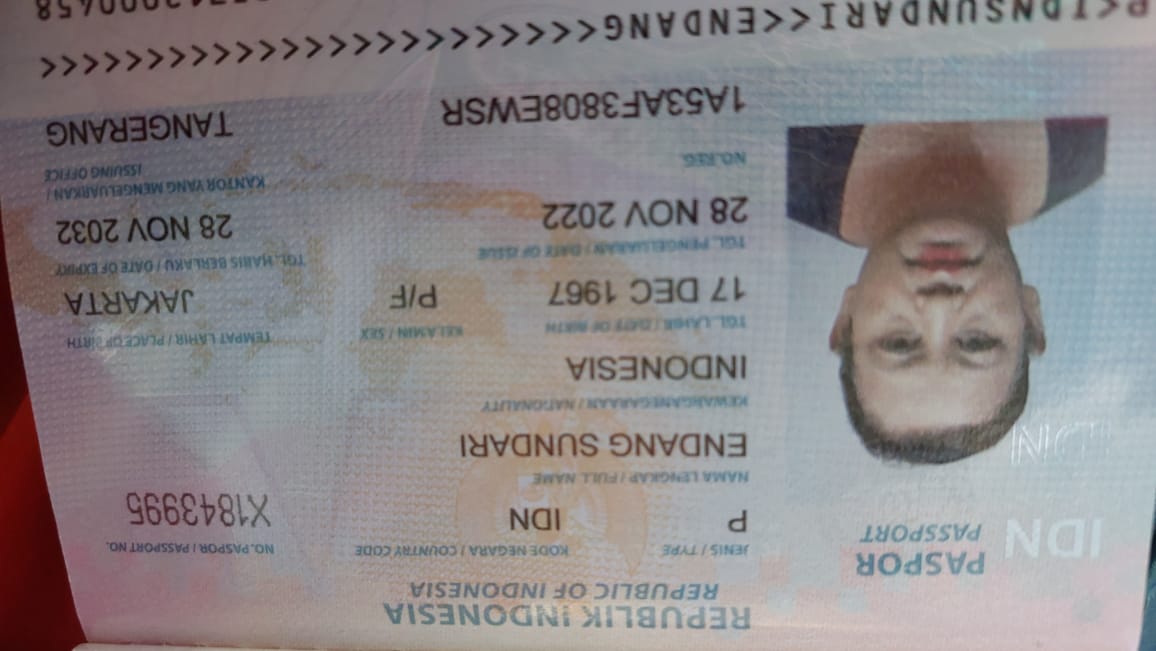 REPUBLIK INDONESIA
REPUBLIC OF INDONESIA
PASPOR
PASSPORT
IDN
JENIS / TYPE
KODE NEGARA / COUNTRY CODE
NO. PASPOR / PASSPORT NO.
P
IDN
X1843995
NAMA LENGKAP / FULL NAME
ENDANG SUNDARI
KEWARGANEGARAAN / NATIONALITY
INDONESIA
TGL. LAHIR / DATE OF BIRTH
KELAMIN / SEX
TEMPAT LAHIR / PLACE OF BIRTH
17 DEC 1967
P/F
JAKARTA
TGL. PENGELUARAN / DATE OF ISSUE
TGL. HABIS BERLAKU / DATE OF EXPIRY
28 NOV 2022
28 NOV 2032
NO. REG.
KANTOR YANG MENGELUARKAN /
ISSUING OFFICE
1A53AF3808EWSR
TANGERANG
P<IDNSUNDARI<<ENDANG<<<<<<<<<<<<<<<<<<<<<<<<